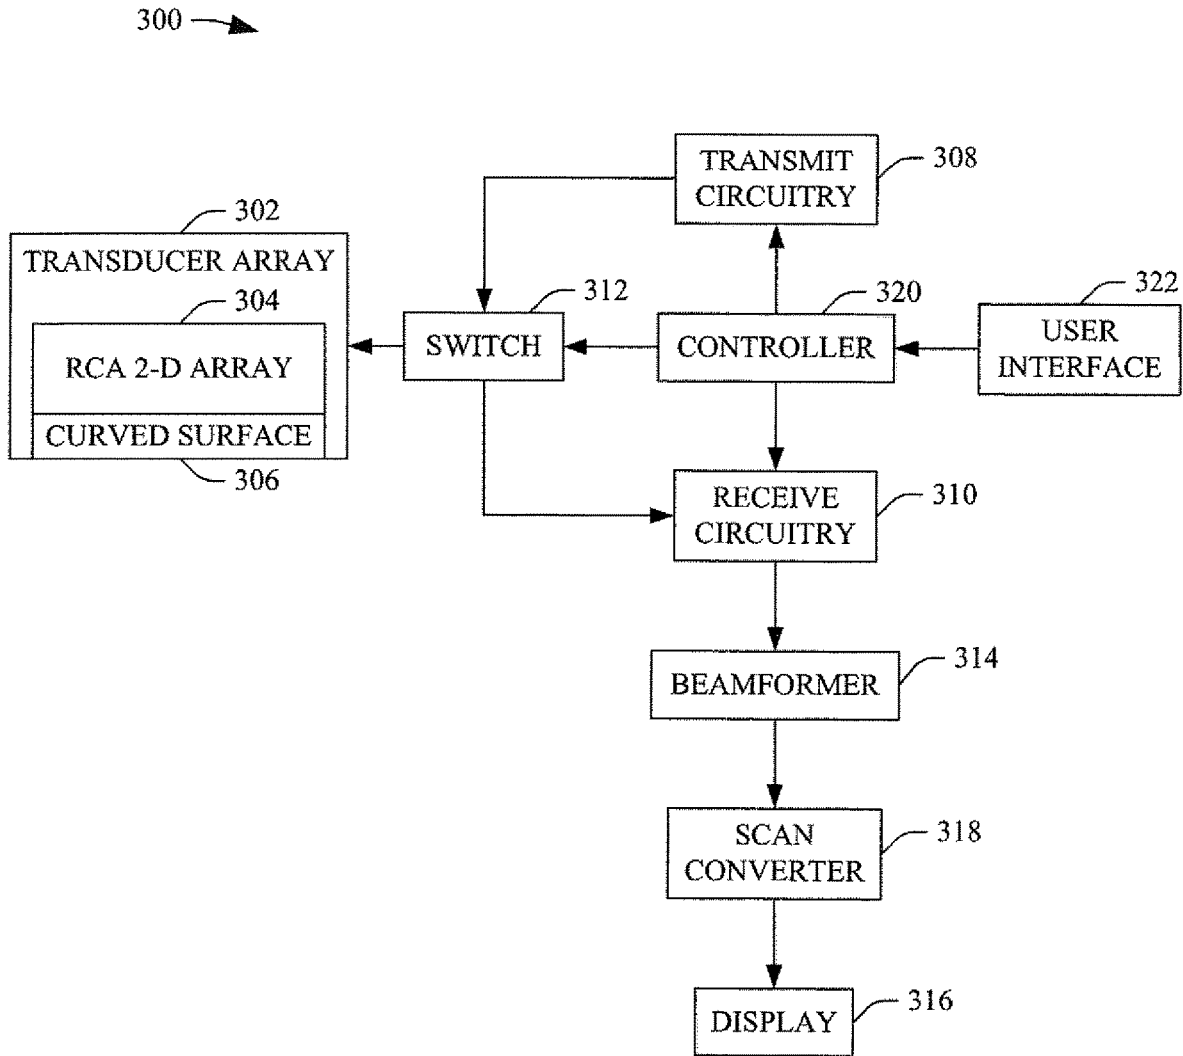 300
TRANSMIT
CIRCUITRY
308
302
TRANSDUCER ARRAY
304
RCA 2-D ARRAY
CURVED SURFACE
306
312
SWITCH
320
CONTROLLER
322
USER
INTERFACE
RECEIVE
CIRCUITRY
310
BEAMFORMER
314
SCAN
CONVERTER
318
DISPLAY
316